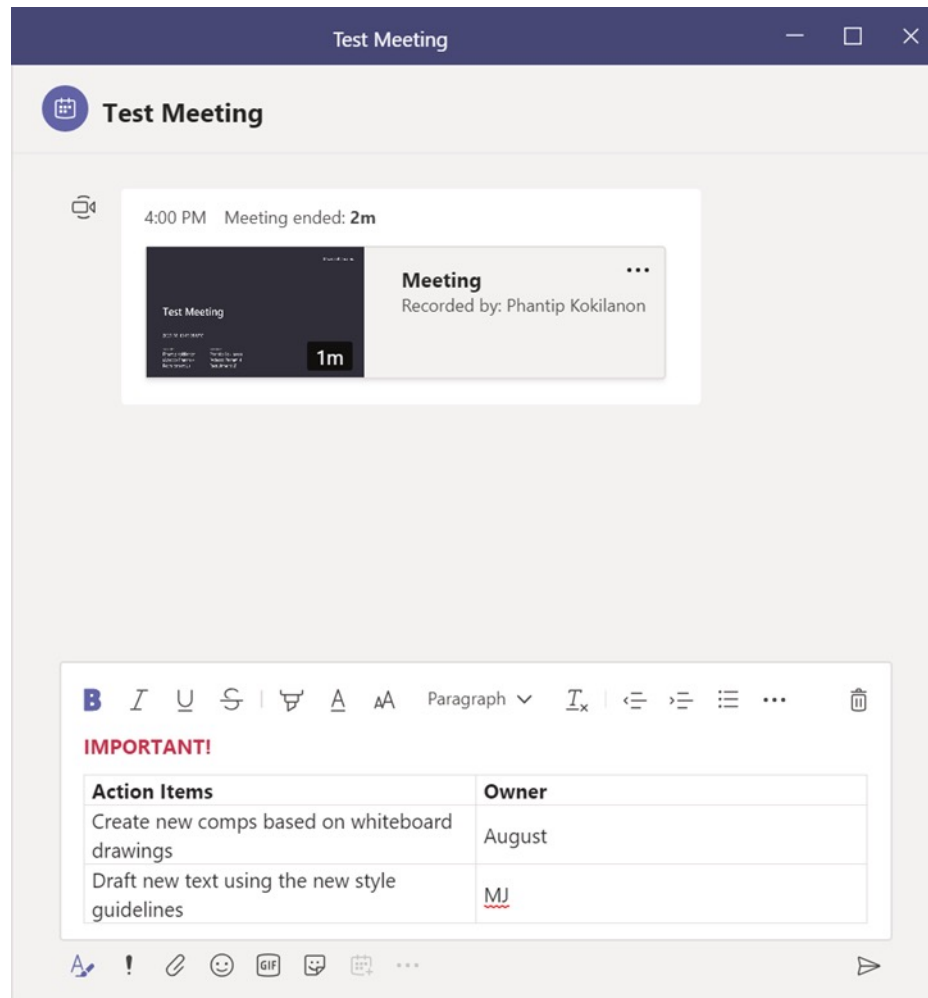 Test Meeting
Test Meeting
4:00 PM Meeting ended: 2m
Test Meeting
1m
Meeting
Recorded by: Phantip Kokilanon
B I U S A AA Paragraph Tx
IMPORTANT!
Action Items Owner
Create new comps based on whiteboard
drawings
August
Draft new text using the new style
guidelines
MJ
GIF